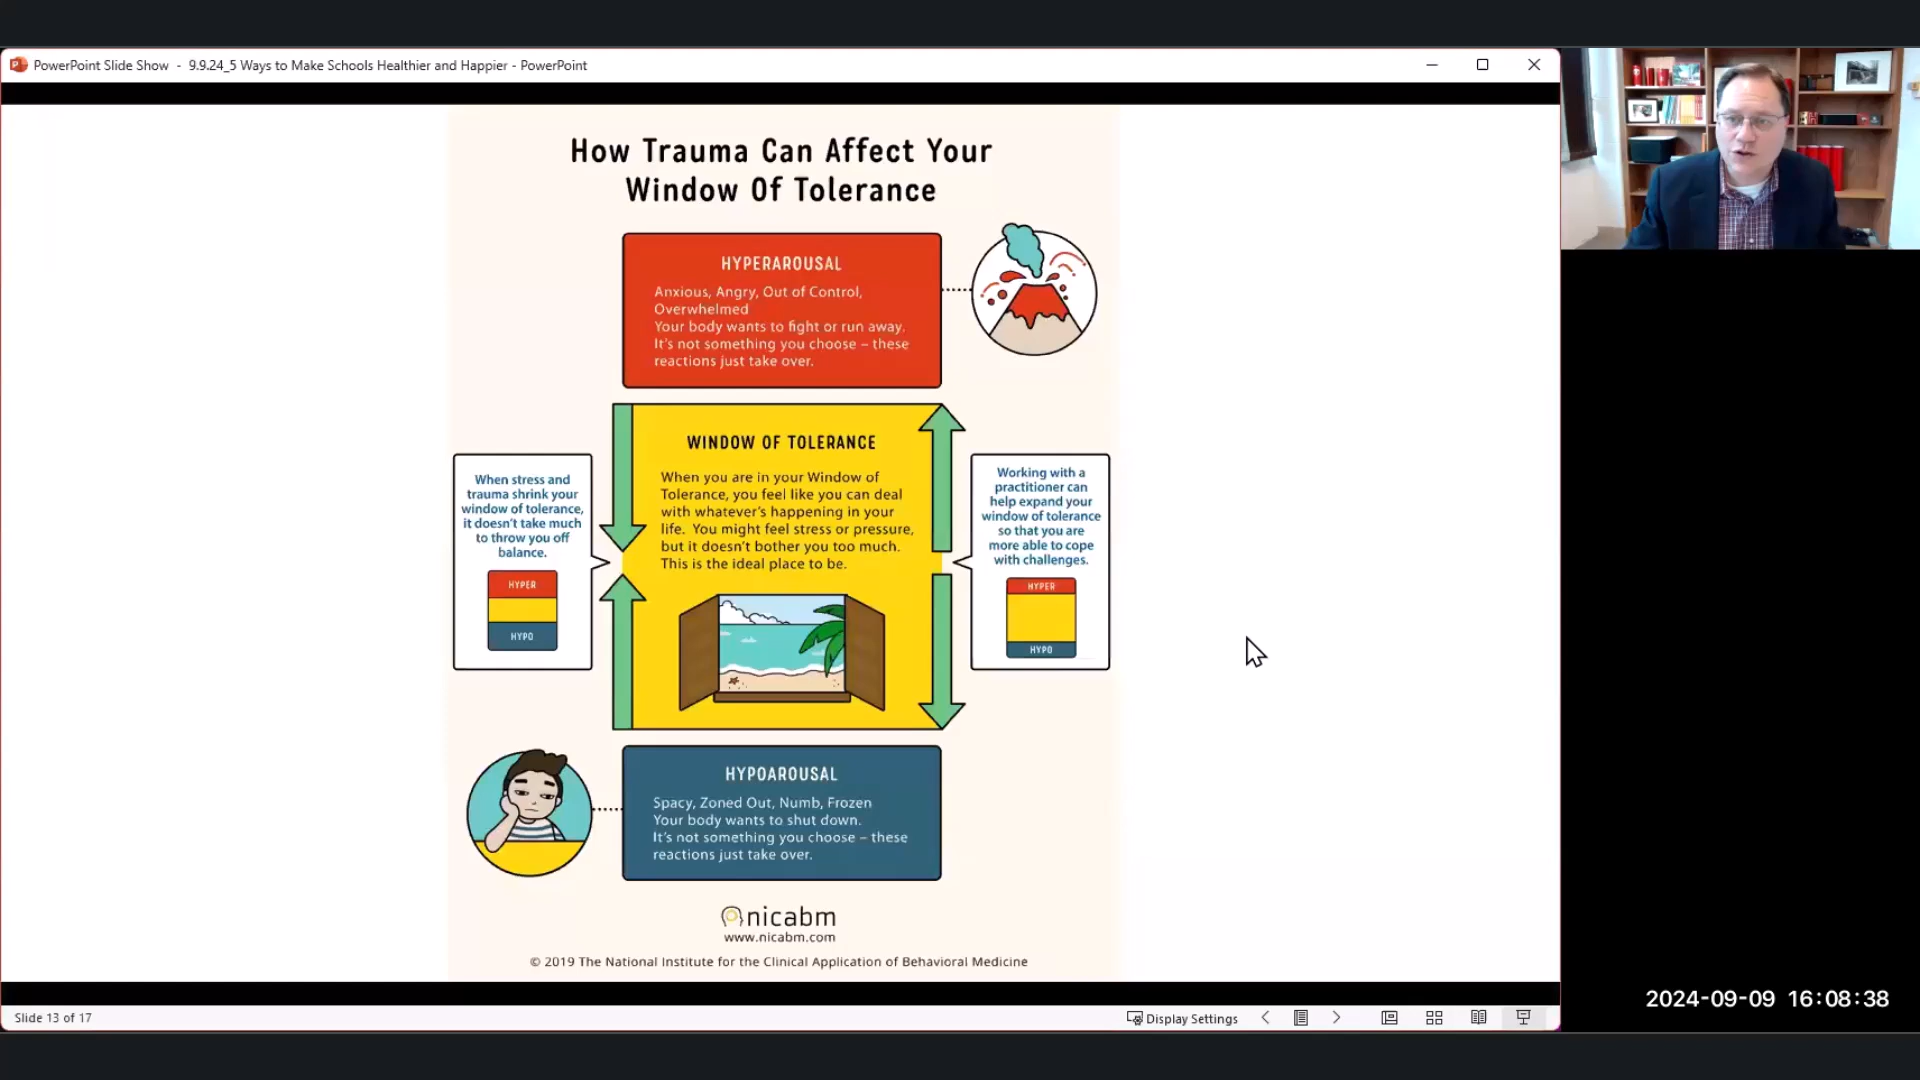 PowerPoint Slide Show - 9.9.24_5 Ways to Make Schools Healthier and Happier - PowerPoint
How Trauma Can Affect Your
Window Of Tolerance
HYPERAROUSAL
Anxious, Angry, Out of Control,
Overwhelmed
Your body wants to fight or run away.
It's not something you choose – these
reactions just take over.
When stress and
trauma shrink your
window of tolerance,
it doesn't take much
to throw you off
balance.
HYPER
HYPO
WINDOW OF TOLERANCE
When you are in your Window of
Tolerance, you feel like you can deal
with whatever's happening in your
life. You might feel stress or pressure,
but it doesn't bother you too much.
This is the ideal place to be.
Working with a
practitioner can
help expand your
window of tolerance
so that you are
more able to cope
with challenges.
HYPER
HYPO
HYPOAROUSAL
Spacy, Zoned Out, Numb, Frozen
Your body wants to shut down.
It's not something you choose – these
reactions just take over.
nicabm
www.nicabm.com
© 2019 The National Institute for the Clinical Application of Behavioral Medicine
Slide 13 of 17
Display Settings
2024-09-09 16:08:38